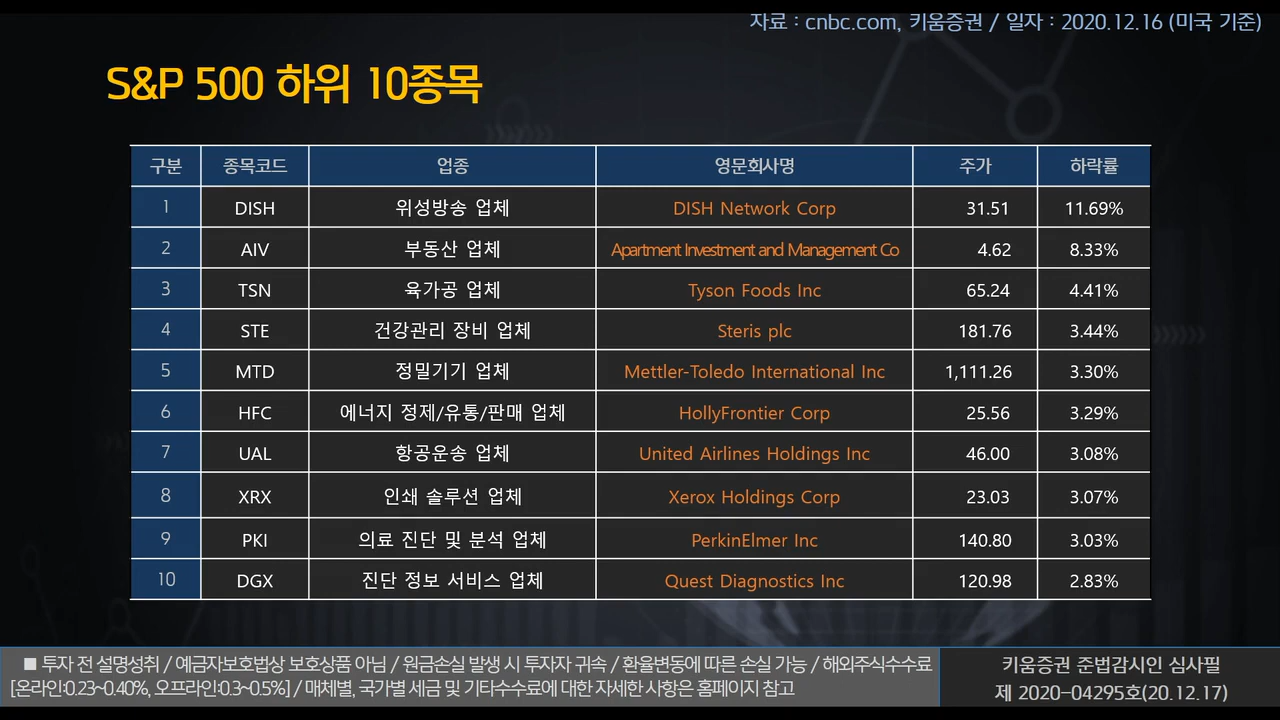 자료 : cnbc.com, 키움증권 / 일자 : 2020.12.16 (미국 기준)
S&P 500 하위 10종목
구분 종목코드 업종 영문회사명 주가 하락률
1 DISH 위성방송 업체 DISH Network Corp 31.51 11.69%
2 AIV 부동산 업체 Apartment Investment and Management Co 4.62 8.33%
3 TSN 육가공 업체 Tyson Foods Inc 65.24 4.41%
4 STE 건강관리 장비 업체 Steris plc 181.76 3.44%
5 MTD 정밀기기 업체 Mettler-Toledo International Inc 1,111.26 3.30%
6 HFC 에너지 정제/유통/판매 업체 HollyFrontier Corp 25.56 3.29%
7 UAL 항공운송 업체 United Airlines Holdings Inc 46.00 3.08%
8 XRX 인쇄 솔루션 업체 Xerox Holdings Corp 23.03 3.07%
9 PKI 의료 진단 및 분석 업체 PerkinElmer Inc 140.80 3.03%
10 DGX 진단 정보 서비스 업체 Quest Diagnostics Inc 120.98 2.83%
■ 투자 전 설명성취 / 예금자보호법상 보호상품 아님 / 원금손실 발생 시 투자자 귀속 / 환율변동에 따른 손실 가능 / 해외주식수수료
[온라인:0.23~0.40%, 오프라인:0.3~0.5%] / 매체별, 국가별 세금 및 기타수수료에 대한 자세한 사항은 홈페이지 참고
키움증권 준법감시인 심사필
제 2020-04295호(20.12.17)